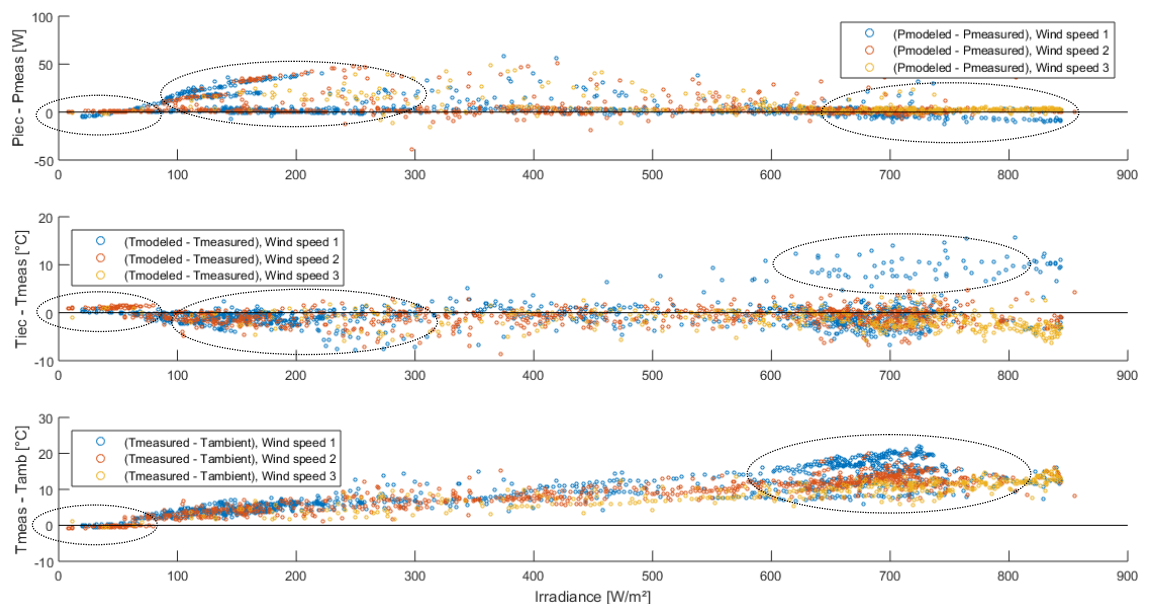 100
50
0
-50
Piec - Pmeas [W]
(Pmodeled - Pmeasured), Wind speed 1
(Pmodeled - Pmeasured), Wind speed 2
(Pmodeled - Pmeasured), Wind speed 3
0 100 200 300 400 500 600 700 800 900
20
10
0
-10
Tiec - Tmeas [°C]
(Tmodeled - Tmeasured), Wind speed 1
(Tmodeled - Tmeasured), Wind speed 2
(Tmodeled - Tmeasured), Wind speed 3
0 100 200 300 400 500 600 700 800 900
30
20
10
0
-10
Tmeas - Tamb [°C]
(Tmeasured - Tambient), Wind speed 1
(Tmeasured - Tambient), Wind speed 2
(Tmeasured - Tambient), Wind speed 3
0 100 200 300 400 500 600 700 800 900
Irradiance [W/m²]